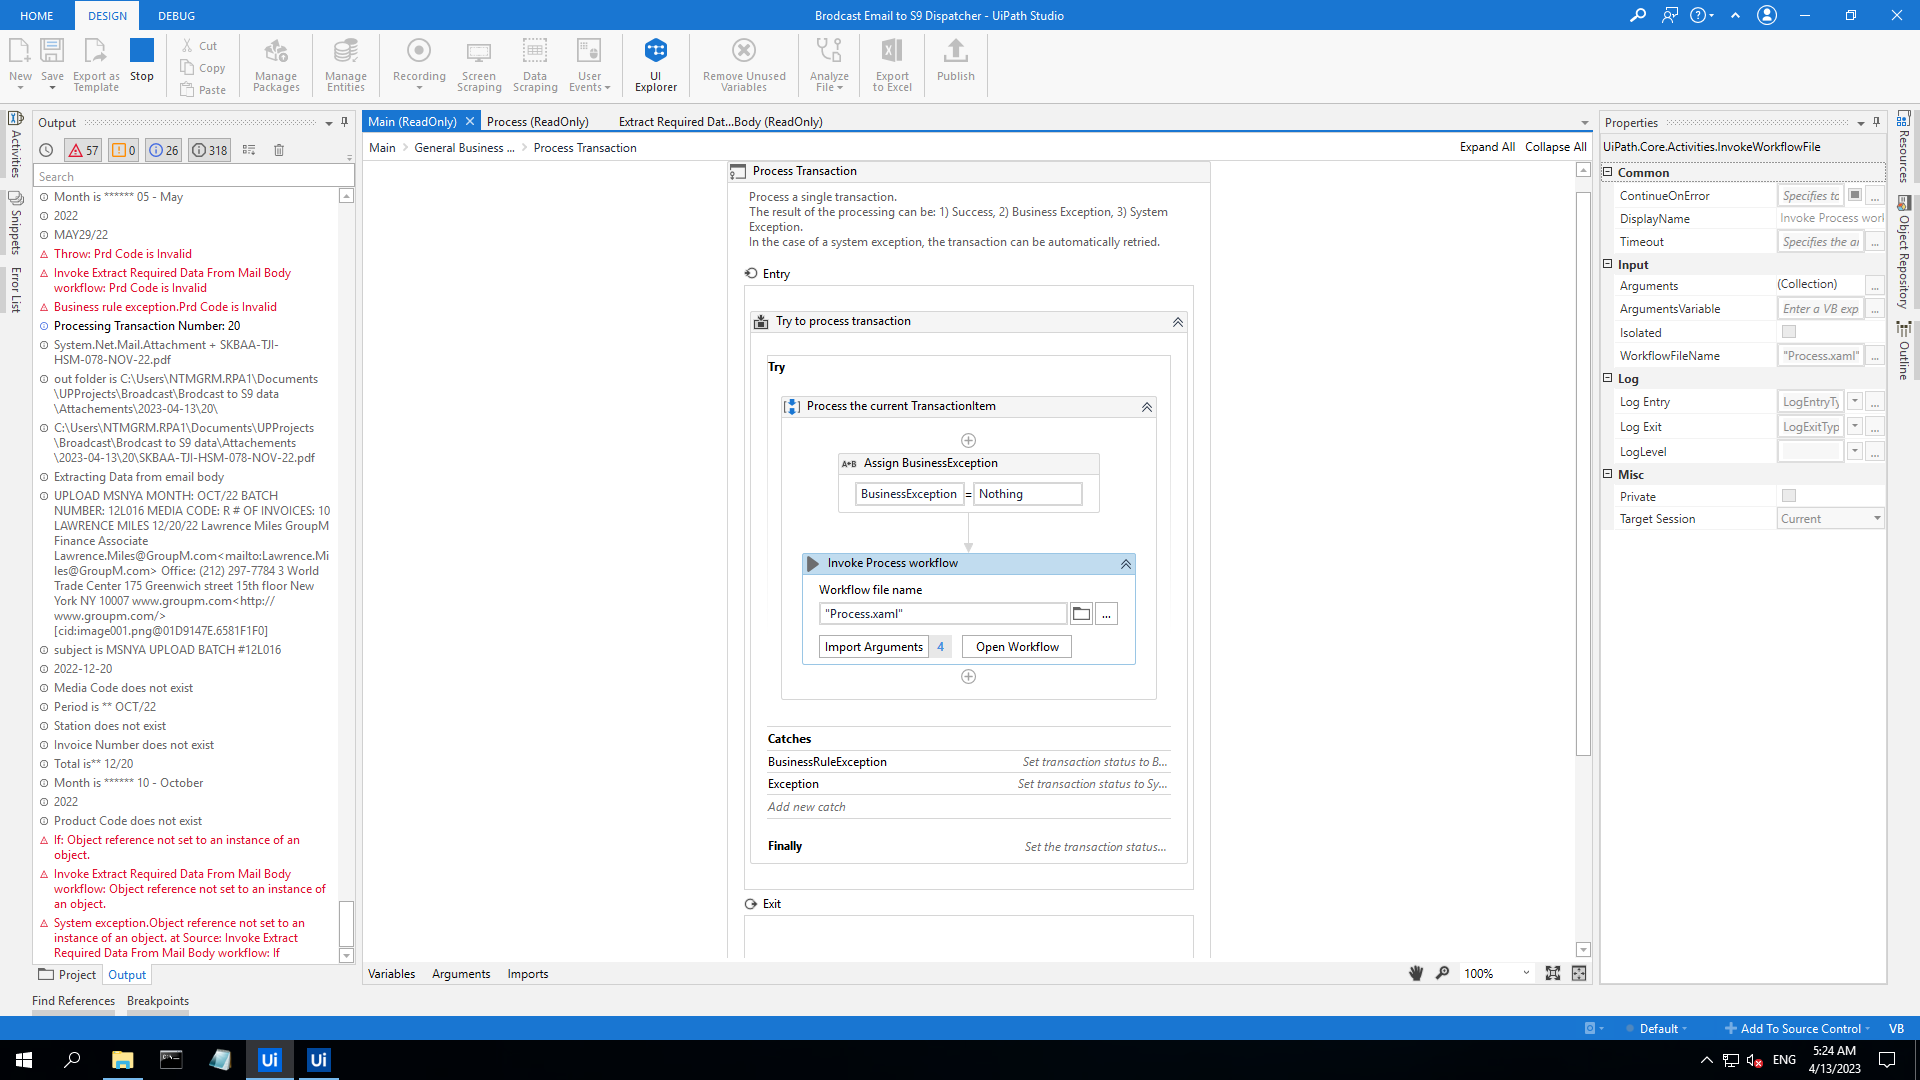 HOME
DESIGN
DEBUG
Brodcast Email to S9 Dispatcher - UiPath Studio
New
Save
Export as
Template
Stop
Cut
Copy
Paste
Manage
Packages
Manage
Entities
Recording
Screen
Scraping
Data
Scraping
User
Events
UI
Explorer
Remove Unused
Variables
Analyze
File
Export
to Excel
Publish
Activities
Snippets
Error List
Output
57
0
26
318
Search
Month is ****** 05 - May
2022
MAY29/22
Throw: Prd Code is Invalid
Invoke Extract Required Data From Mail Body
workflow: Prd Code is Invalid
Business rule exception.Prd Code is Invalid
Processing Transaction Number: 20
System.Net.Mail.Attachment + SKBAA-TJI-
HSM-078-NOV-22.pdf
out folder is C:\Users\NTMGRM.RPA1\Documents
\UPProjects\Broadcast\Brodcast to S9 data
\Attachements\2023-04-13\20\
C:\Users\NTMGRM.RPA1\Documents\UPProjects
\Broadcast\Brodcast to S9 data\Attachements
\2023-04-13\20\SKBAA-TJI-HSM-078-NOV-22.pdf
Extracting Data from email body
UPLOAD MSNYA MONTH: OCT/22 BATCH
NUMBER: 12L016 MEDIA CODE: R # OF INVOICES: 10
LAWRENCE MILES 12/20/22 Lawrence Miles GroupM
Finance Associate
Lawrence.Miles@GroupM.com<mailto:Lawrence.Mi
les@GroupM.com> Office: (212) 297-7784 3 World
Trade Center 175 Greenwich street 15th floor New
York NY 10007 www.groupm.com<http://
www.groupm.com/>
[cid:image001.png@01D9147E.6581F1F0]
subject is MSNYA UPLOAD BATCH #12L016
2022-12-20
Media Code does not exist
Period is ** OCT/22
Station does not exist
Invoice Number does not exist
Total is** 12/20
Month is ****** 10 - October
2022
Product Code does not exist
If: Object reference not set to an instance of an
object.
Invoke Extract Required Data From Mail Body
workflow: Object reference not set to an instance of
an object.
System exception.Object reference not set to an
instance of an object. at Source: Invoke Extract
Required Data From Mail Body workflow: If
Project
Output
Find References
Breakpoints
Main (ReadOnly)
Process (ReadOnly)
Extract Required Dat...Body (ReadOnly)
Main > General Business ... > Process Transaction
Expand All
Collapse All
Process Transaction
Process a single transaction.
The result of the processing can be: 1) Success, 2) Business Exception, 3) System
Exception.
In the case of a system exception, the transaction can be automatically retried.
Entry
Try to process transaction
Try
Process the current TransactionItem
A*B Assign BusinessException
BusinessException = Nothing
Invoke Process workflow
Workflow file name
"Process.xaml"
...
Import Arguments 4
Open Workflow
Catches
BusinessRuleException Set transaction status to B...
Exception Set transaction status to Sy...
Add new catch
Finally Set the transaction status...
Exit
Variables
Arguments
Imports
100%
Properties
UiPath.Core.Activities.InvokeWorkflowFile
Common
ContinueOnError Specifies to ...
DisplayName Invoke Process worl
Timeout Specifies the ar ...
Input
Arguments (Collection) ...
ArgumentsVariable Enter a VB exp ...
Isolated
WorkflowFileName "Process.xaml" ...
Log
Log Entry LogEntryTy ...
Log Exit LogExitTyp ...
LogLevel ...
Misc
Private
Target Session Current
Resources
Object Repository
Outline
Default
Add To Source Control
VB
Ui
Ui
ENG
5:24 AM
4/13/2023